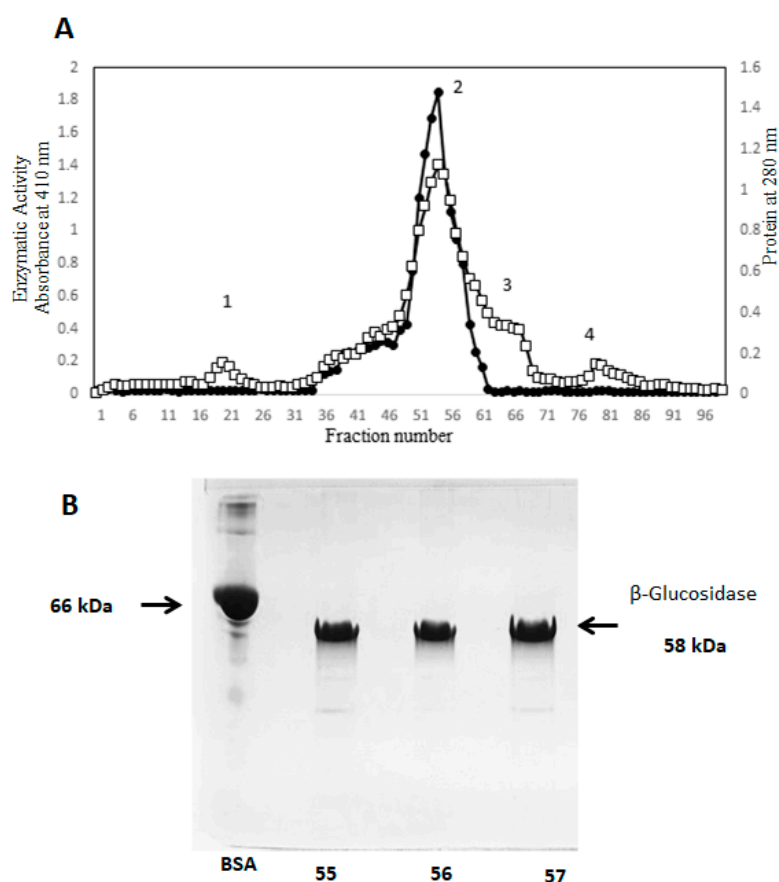 A
2
1.8
1.6
1.4
1.2
1
0.8
0.6
0.4
0.2
0
Enzymatic Activity
Absorbance at 410 nm
1.6
1.4
1.2
1
0.8
0.6
0.4
0.2
0
Protein at 280 nm
1
2
3
4
1 6 11 16 21 26 31 36 41 46 51 56 61 66 71 76 81 86 91 96
Fraction number
B
66 kDa
β-Glucosidase
58 kDa
BSA 55 56 57